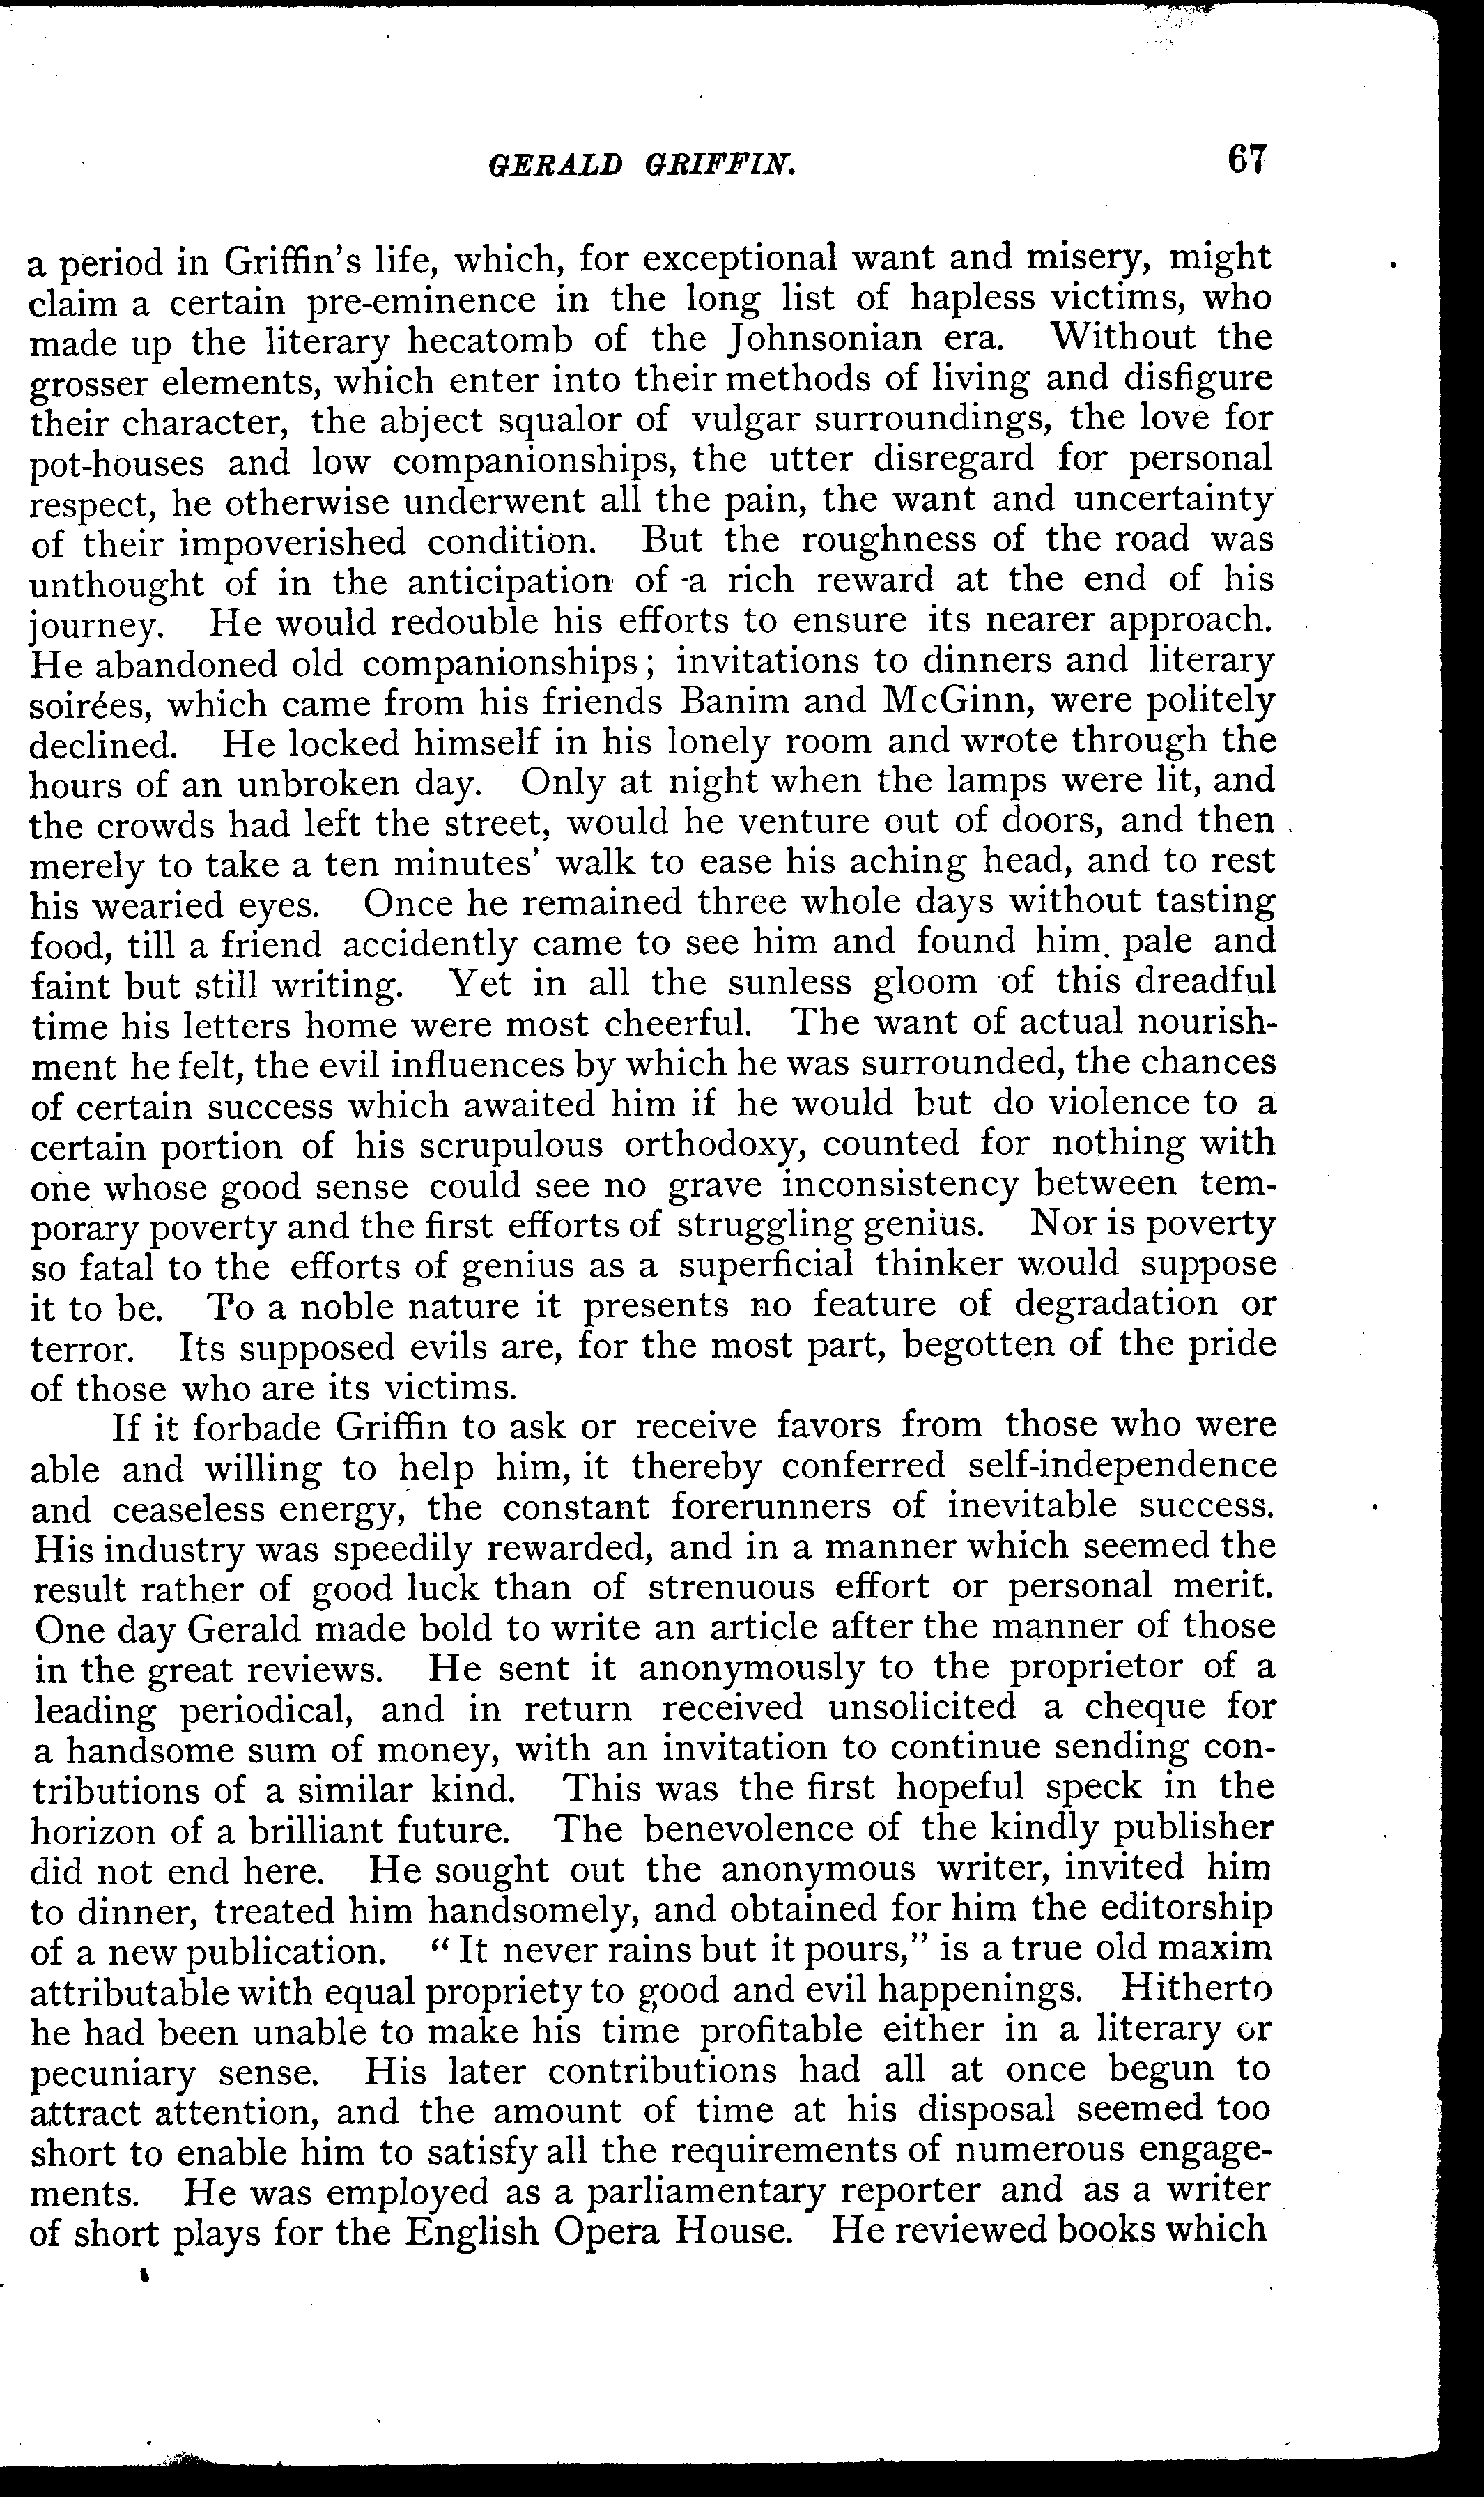 GERALD GRIFFIN. 67
a period in Griffin's life, which, for exceptional want and misery, might
claim a certain pre-eminence in the long list of hapless victims, who
made up the literary hecatomb of the Johnsonian era. Without the
grosser elements, which enter into their methods of living and disfigure
their character, the abject squalor of vulgar surroundings, the love for
pot-houses and low companionships, the utter disregard for personal
respect, he otherwise underwent all the pain, the want and uncertainty
of their impoverished condition. But the roughness of the road was
unthought of in the anticipation of a rich reward at the end of his
journey. He would redouble his efforts to ensure its nearer approach.
He abandoned old companionships; invitations to dinners and literary
soirées, which came from his friends Banim and McGinn, were politely
declined. He locked himself in his lonely room and wrote through the
hours of an unbroken day. Only at night when the lamps were lit, and
the crowds had left the street, would he venture out of doors, and then
merely to take a ten minutes' walk to ease his aching head, and to rest
his wearied eyes. Once he remained three whole days without tasting
food, till a friend accidently came to see him and found him pale and
faint but still writing. Yet in all the sunless gloom of this dreadful
time his letters home were most cheerful. The want of actual nourish-
ment he felt, the evil influences by which he was surrounded, the chances
of certain success which awaited him if he would but do violence to a
certain portion of his scrupulous orthodoxy, counted for nothing with
one whose good sense could see no grave inconsistency between tem-
porary poverty and the first efforts of struggling genius. Nor is poverty
so fatal to the efforts of genius as a superficial thinker would suppose
it to be. To a noble nature it presents no feature of degradation or
terror. Its supposed evils are, for the most part, begotten of the pride
of those who are its victims.
If it forbade Griffin to ask or receive favors from those who were
able and willing to help him, it thereby conferred self-independence
and ceaseless energy, the constant forerunners of inevitable success.
His industry was speedily rewarded, and in a manner which seemed the
result rather of good luck than of strenuous effort or personal merit.
One day Gerald made bold to write an article after the manner of those
in the great reviews. He sent it anonymously to the proprietor of a
leading periodical, and in return received unsolicited a cheque for
a handsome sum of money, with an invitation to continue sending con-
tributions of a similar kind. This was the first hopeful speck in the
horizon of a brilliant future. The benevolence of the kindly publisher
did not end here. He sought out the anonymous writer, invited him
to dinner, treated him handsomely, and obtained for him the editorship
of a new publication. "It never rains but it pours," is a true old maxim
attributable with equal propriety to good and evil happenings. Hitherto
he had been unable to make his time profitable either in a literary or
pecuniary sense. His later contributions had all at once begun to
attract attention, and the amount of time at his disposal seemed too
short to enable him to satisfy all the requirements of numerous engage-
ments. He was employed as a parliamentary reporter and as a writer
of short plays for the English Opera House. He reviewed books which